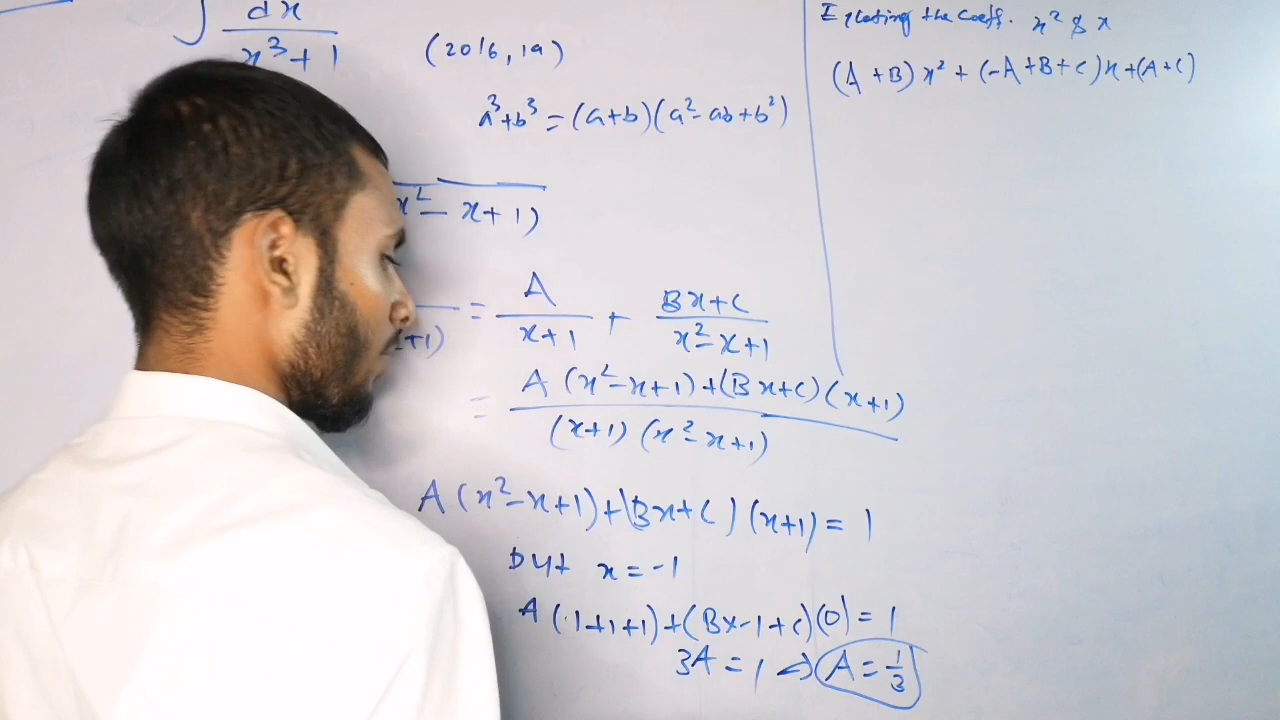 ∫ dx
x³ + 1
(2016, 19)
a³+b³ = (a+b)(a²-ab+b²)
x² - x + 1)
+1)
= A/(x+1) + (Bx+C)/(x²-x+1)
= A(x²-x+1)+(Bx+C)(x+1)
(x+1)(x²-x+1)
A(x²-x+1)+(Bx+C)(x+1) = 1
put x = -1
A(1+1+1)+(Bx-1+C)(0) = 1
3A = 1 ⇒ A = 1/3
the coeff. x² & x
(A+B)x² + (-A+B+C)x + (A+C)